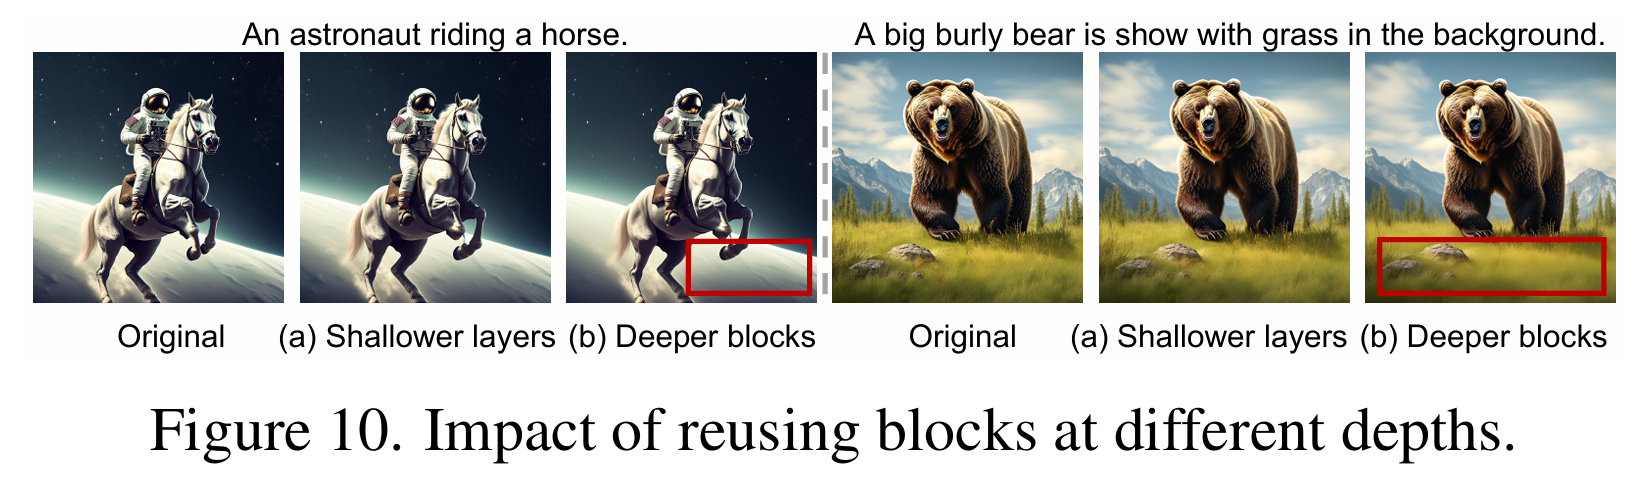 An astronaut riding a horse.
A big burly bear is show with grass in the background.
Original (a) Shallower layers (b) Deeper blocks
Original (a) Shallower layers (b) Deeper blocks
Figure 10. Impact of reusing blocks at different depths.